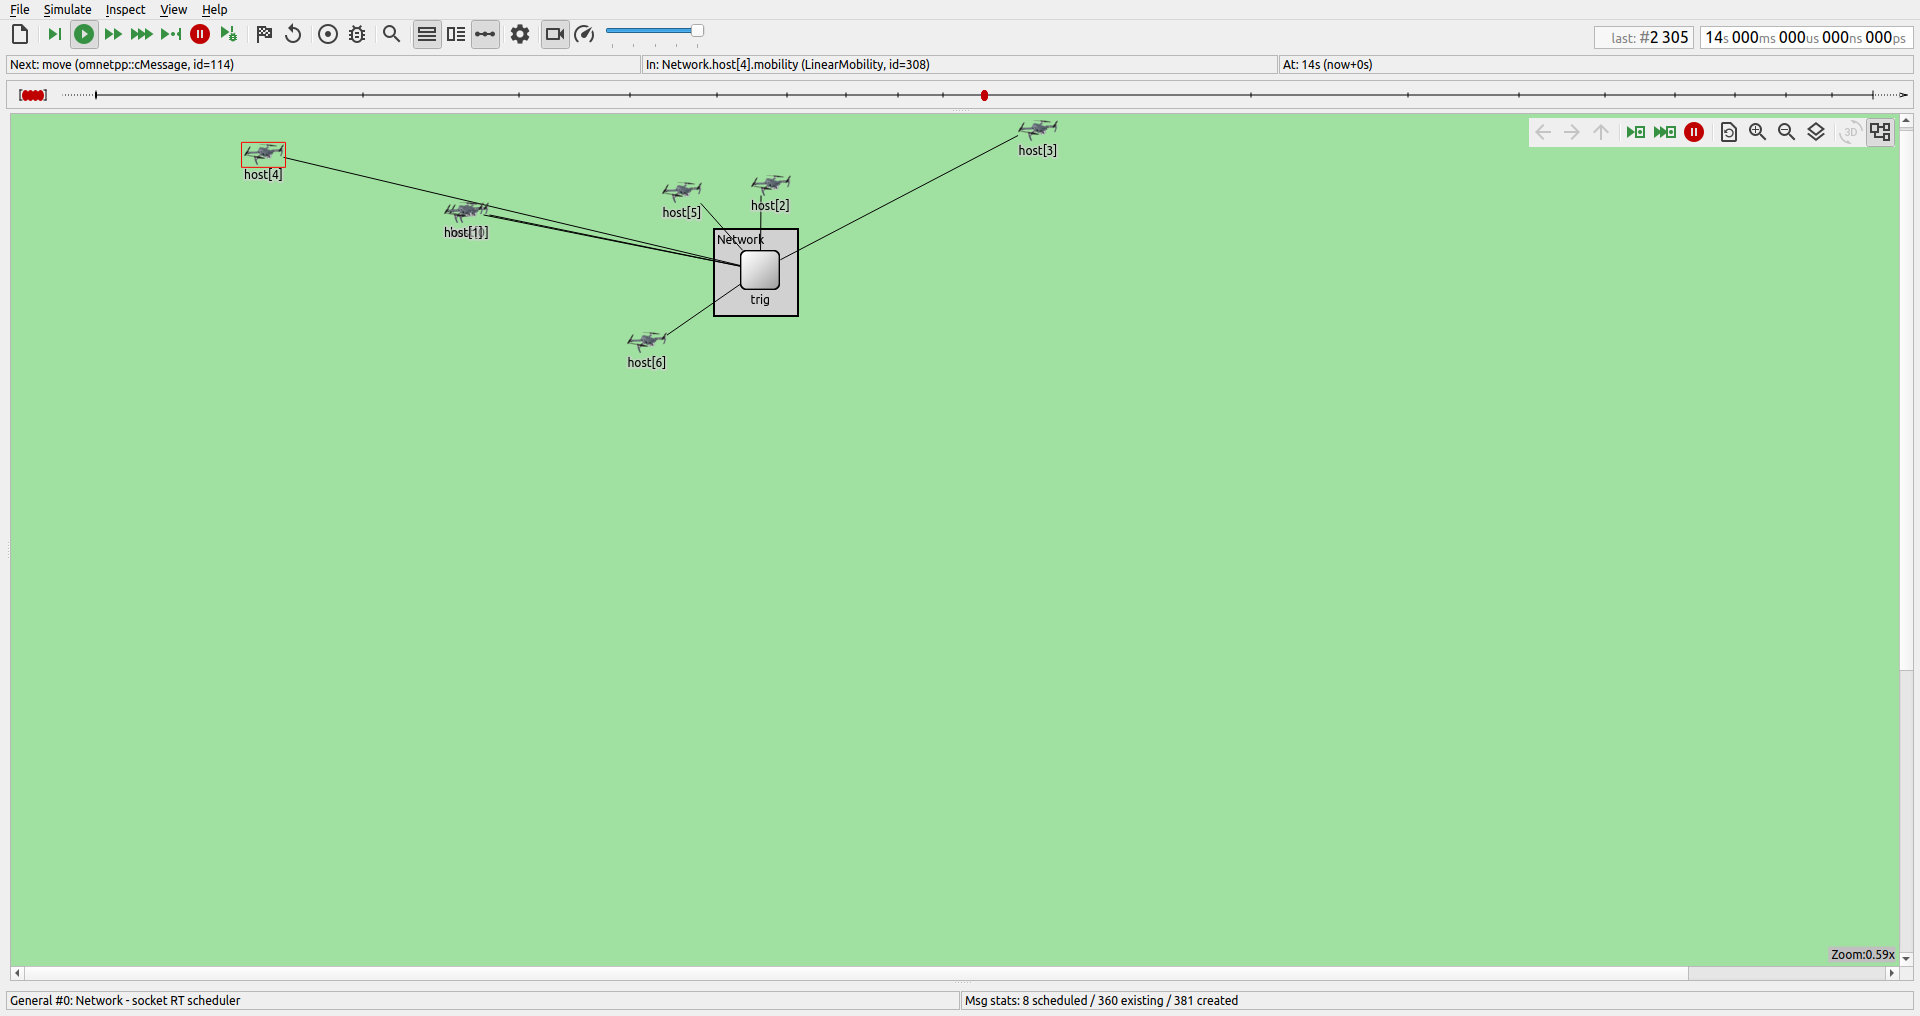 File Simulate Inspect View Help
last: #2 305
14s 000ms 000us 000ns 000ps
Next: move (omnetpp::cMessage, id=114)
In: Network.host[4].mobility (LinearMobility, id=308)
At: 14s (now+0s)
3D
host[3]
host[4]
host[5]
host[2]
host[1]
Network
trig
host[6]
Zoom:0.59x
General #0: Network - socket RT scheduler
Msg stats: 8 scheduled / 360 existing / 381 created